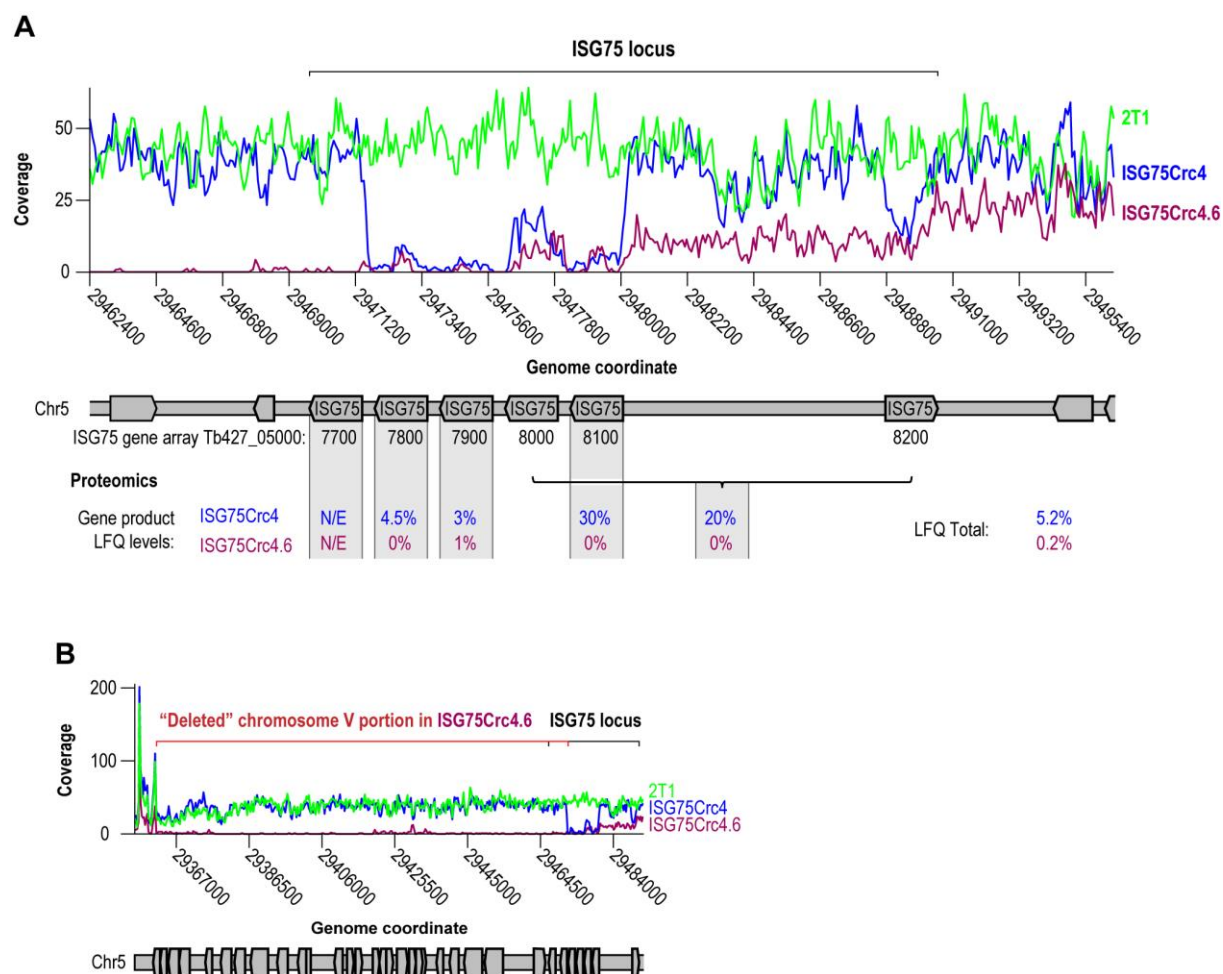 A
ISG75 locus
Coverage
50
25
0
2T1
ISG75Crc4
ISG75Crc4.6
29462400 29464600 29466800 29469000 29471200 29473400 29475600 29477800 29480000 29482200 29484400 29486600 29488800 29491000 29493200 29495400
Genome coordinate
Chr5 ISG75 ISG75 ISG75 ISG75 ISG75 ISG75
ISG75 gene array Tb427_05000: 7700 7800 7900 8000 8100 8200
Proteomics
Gene product ISG75Crc4 N/E 4.5% 3% 30% 20% 5.2%
LFQ levels: ISG75Crc4.6 N/E 0% 1% 0% 0% LFQ Total: 0.2%
B
Coverage
200
100
0
“Deleted” chromosome V portion in ISG75Crc4.6 ISG75 locus
2T1
ISG75Crc4
ISG75Crc4.6
29367000 29386500 29406000 29425500 29445000 29464500 29484000
Genome coordinate
Chr5